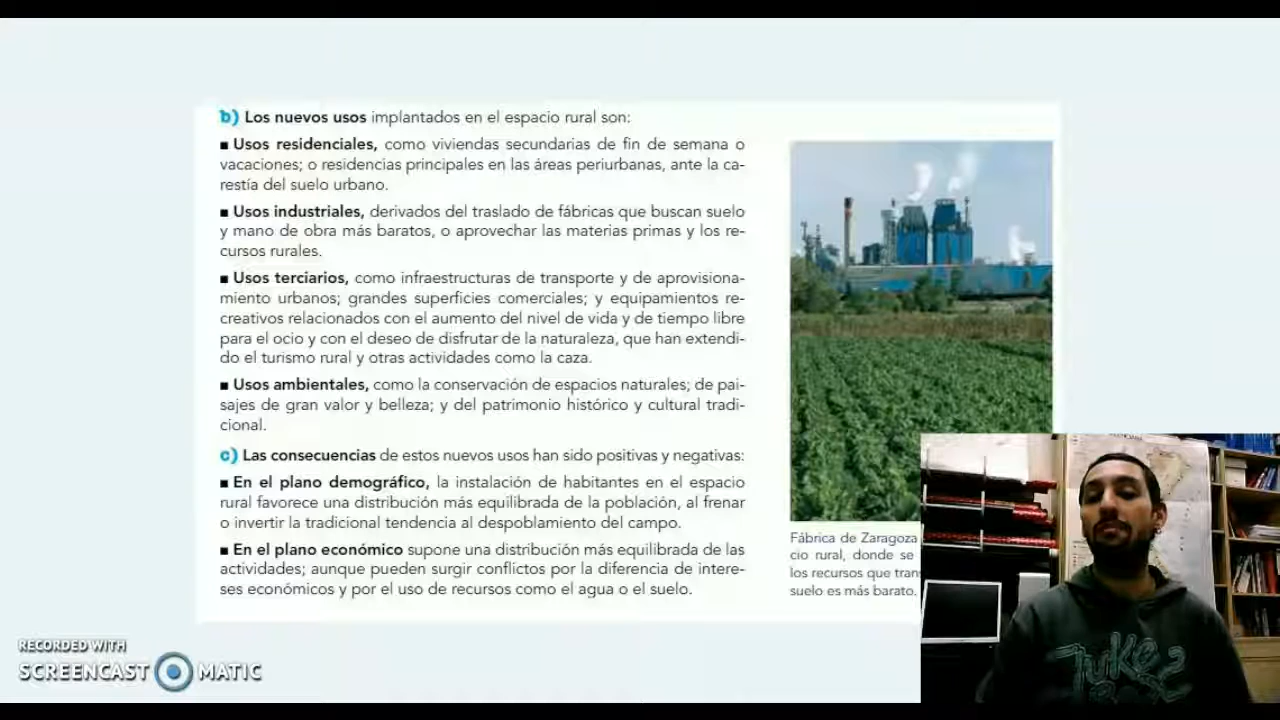 b) Los nuevos usos implantados en el espacio rural son:
■ Usos residenciales, como viviendas secundarias de fin de semana o
vacaciones; o residencias principales en las áreas periurbanas, ante la ca-
restía del suelo urbano.
■ Usos industriales, derivados del traslado de fábricas que buscan suelo
y mano de obra más baratos, o aprovechar las materias primas y los re-
cursos rurales.
■ Usos terciarios, como infraestructuras de transporte y de aprovisiona-
miento urbanos; grandes superficies comerciales; y equipamientos re-
creativos relacionados con el aumento del nivel de vida y de tiempo libre
para el ocio y con el deseo de disfrutar de la naturaleza, que han extendi-
do el turismo rural y otras actividades como la caza.
■ Usos ambientales, como la conservación de espacios naturales; de pai-
sajes de gran valor y belleza; y del patrimonio histórico y cultural tradi-
cional.
c) Las consecuencias de estos nuevos usos han sido positivas y negativas:
■ En el plano demográfico, la instalación de habitantes en el espacio
rural favorece una distribución más equilibrada de la población, al frenar
o invertir la tradicional tendencia al despoblamiento del campo.
■ En el plano económico supone una distribución más equilibrada de las
actividades; aunque pueden surgir conflictos por la diferencia de intere-
ses económicos y por el uso de recursos como el agua o el suelo.
Fábrica de Zaragoza
cio rural, donde se
los recursos que tran
suelo es más barato.
RECORDED WITH
SCREENCAST MATIC